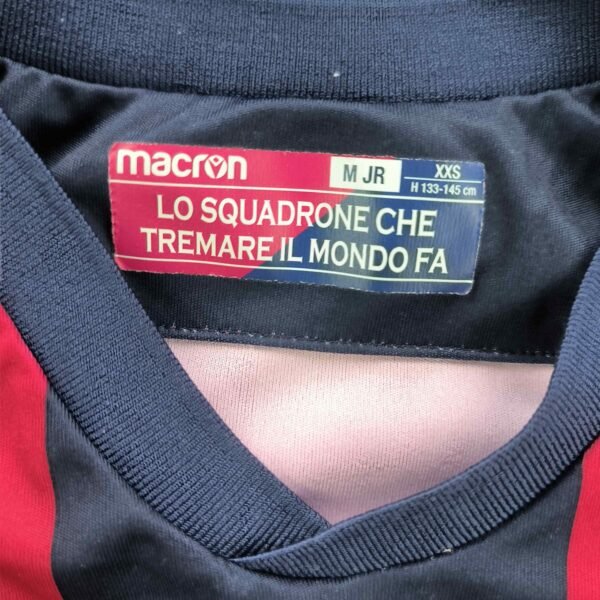 macron M JR XXS
H 133-145 cm
LO SQUADRONE CHE
TREMARE IL MONDO FA